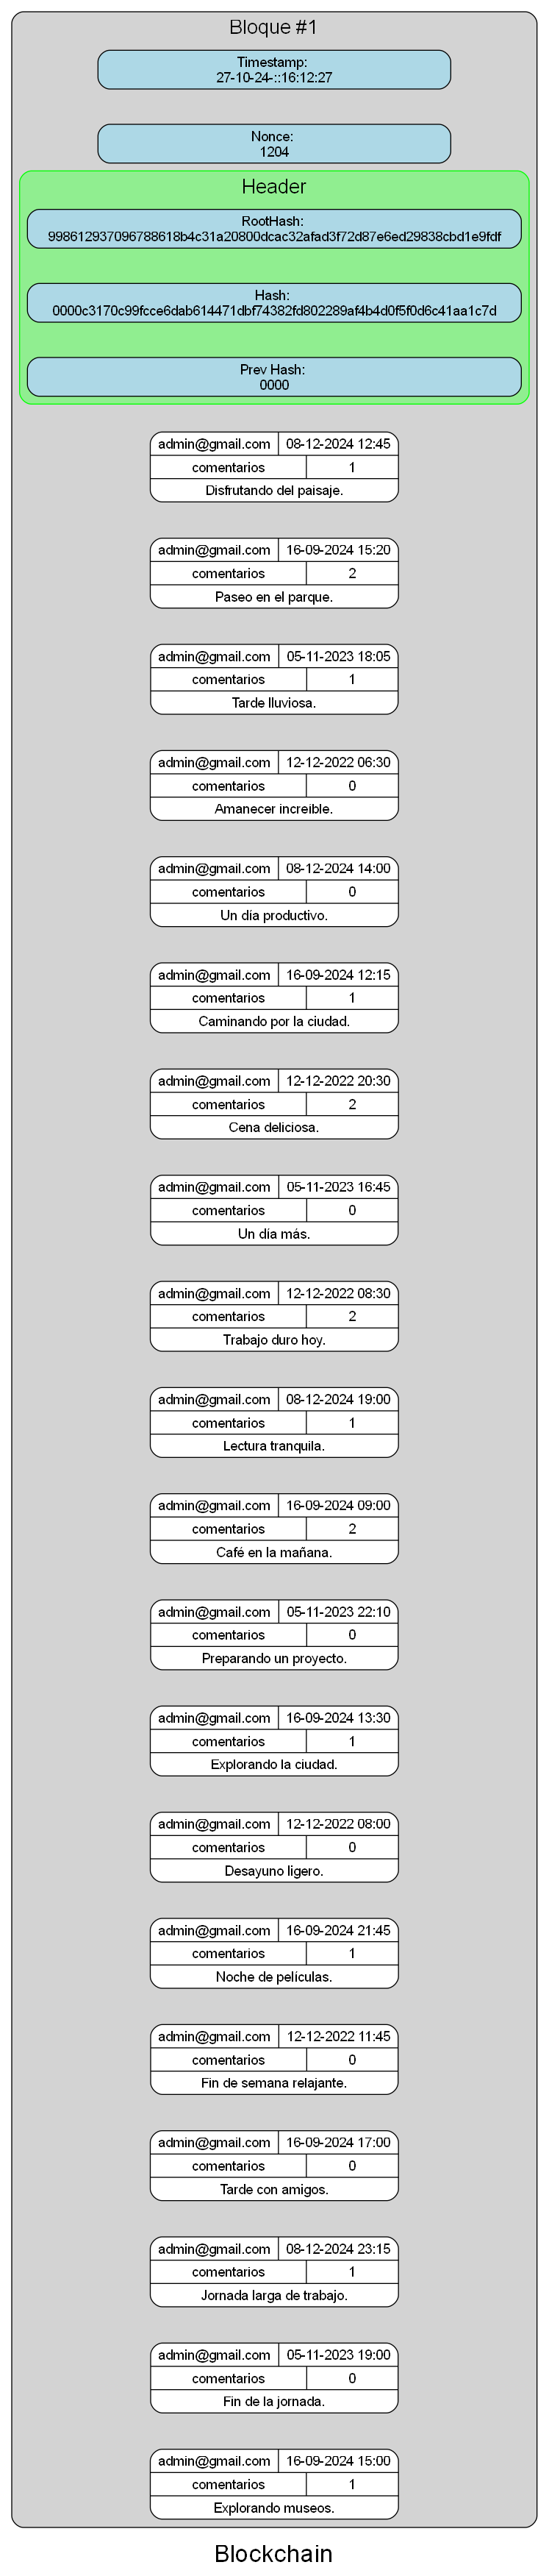 Bloque #1
Timestamp:
27-10-24-::16:12:27
Nonce:
1204
Header
RootHash:
998612937096788618b4c31a20800dcac32afad3f72d87e6ed29838cbd1e9fdf
Hash:
0000c3170c99fcce6dab614471dbf74382fd802289af4b4d0f5f0d6c41aa1c7d
Prev Hash:
0000
admin@gmail.com 08-12-2024 12:45
comentarios 1
Disfrutando del paisaje.
admin@gmail.com 16-09-2024 15:20
comentarios 2
Paseo en el parque.
admin@gmail.com 05-11-2023 18:05
comentarios 1
Tarde lluviosa.
admin@gmail.com 12-12-2022 06:30
comentarios 0
Amanecer increíble.
admin@gmail.com 08-12-2024 14:00
comentarios 0
Un día productivo.
admin@gmail.com 16-09-2024 12:15
comentarios 1
Caminando por la ciudad.
admin@gmail.com 12-12-2022 20:30
comentarios 2
Cena deliciosa.
admin@gmail.com 05-11-2023 16:45
comentarios 0
Un día más.
admin@gmail.com 12-12-2022 08:30
comentarios 2
Trabajo duro hoy.
admin@gmail.com 08-12-2024 19:00
comentarios 1
Lectura tranquila.
admin@gmail.com 16-09-2024 09:00
comentarios 2
Café en la mañana.
admin@gmail.com 05-11-2023 22:10
comentarios 0
Preparando un proyecto.
admin@gmail.com 16-09-2024 13:30
comentarios 1
Explorando la ciudad.
admin@gmail.com 12-12-2022 08:00
comentarios 0
Desayuno ligero.
admin@gmail.com 16-09-2024 21:45
comentarios 1
Noche de películas.
admin@gmail.com 12-12-2022 11:45
comentarios 0
Fin de semana relajante.
admin@gmail.com 16-09-2024 17:00
comentarios 0
Tarde con amigos.
admin@gmail.com 08-12-2024 23:15
comentarios 1
Jornada larga de trabajo.
admin@gmail.com 05-11-2023 19:00
comentarios 0
Fin de la jornada.
admin@gmail.com 16-09-2024 15:00
comentarios 1
Explorando museos.
Blockchain